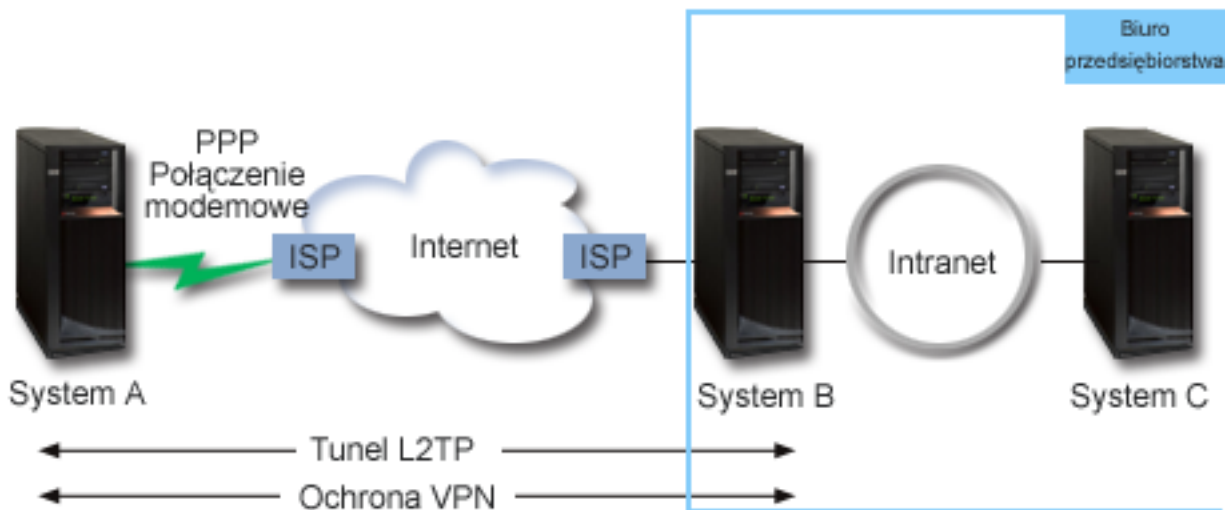 Biuro
przedsiębiorstwa
PPP
Połączenie
modemowe
ISP
Internet
ISP
Intranet
System A
System B
System C
Tunel L2TP
Ochrona VPN